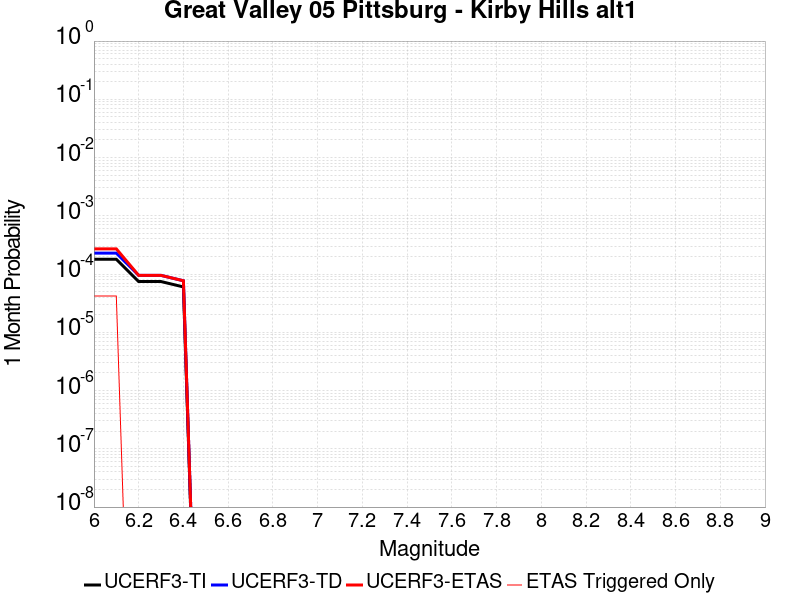 Great Valley 05 Pittsburg - Kirby Hills alt1
10^0
10^-1
10^-2
10^-3
10^-4
10^-5
10^-6
10^-7
10^-8
1 Month Probability
6 6.2 6.4 6.6 6.8 7 7.2 7.4 7.6 7.8 8 8.2 8.4 8.6 8.8 9
Magnitude
UCERF3-TI UCERF3-TD UCERF3-ETAS ETAS Triggered Only